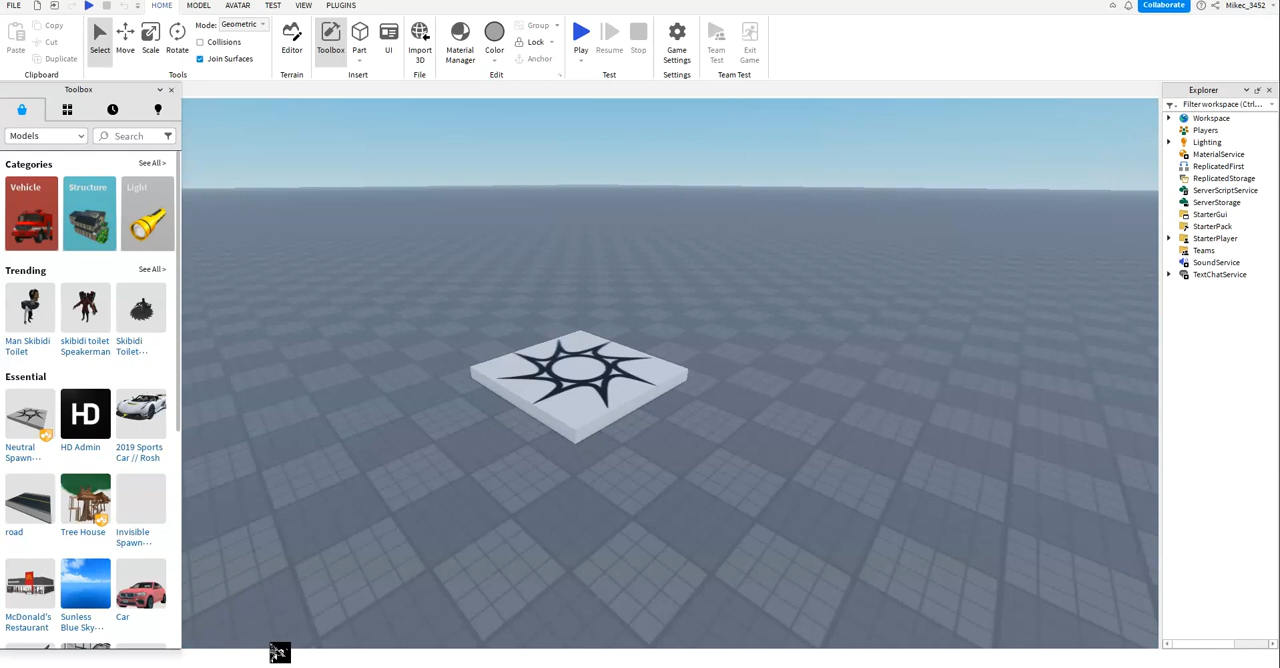 FILE HOME MODEL AVATAR TEST VIEW PLUGINS Collaborate Mikec_3452
Paste Copy Cut Duplicate Clipboard
Select Move Scale Rotate Mode: Geometric Collisions Join Surfaces Tools
Editor Terrain
Toolbox Part UI Insert
Import 3D File
Material Manager Color Group Lock Anchor Edit
Play Resume Stop Test
Game Settings Settings
Team Test Exit Game Team Test
Toolbox
Models Search
Categories See All >
Vehicle Structure Light
Trending See All >
Man Skibidi Toilet
skibidi toilet Speakerman
Skibidi Toilet...
Essential
Neutral Spawn...
HD
HD Admin
2019 Sports Car // Rosh
road
Tree House
Invisible Spawn...
McDonald's Restaurant
Sunless Blue Sky...
Car
Explorer
Filter workspace (Ctrl...
Workspace
Players
Lighting
MaterialService
ReplicatedFirst
ReplicatedStorage
ServerScriptService
ServerStorage
StarterGui
StarterPack
StarterPlayer
Teams
SoundService
TextChatService